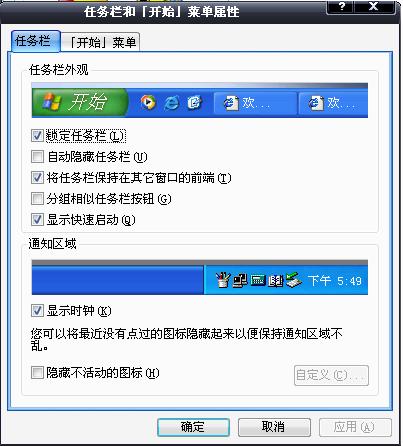 任务栏和「开始」菜单属性
任务栏
「开始」菜单
任务栏外观
开始
欢...
欢...
锁定任务栏(L)
自动隐藏任务栏(U)
将任务栏保持在其它窗口的前端(T)
分组相似任务栏按钮(G)
显示快速启动(Q)
通知区域
下午 5:49
显示时钟(K)
您可以将最近没有点过的图标隐藏起来以便保持通知区域不
乱。
隐藏不活动的图标(H)
自定义(C)...
确定
取消
应用(A)